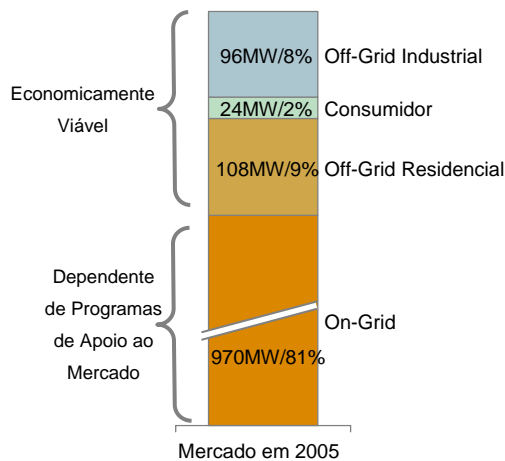 96MW/8% Off-Grid Industrial
Economicamente
Viável
24MW/2% Consumidor
108MW/9% Off-Grid Residencial
Dependente
de Programas
de Apoio ao
Mercado
On-Grid
970MW/81%
Mercado em 2005